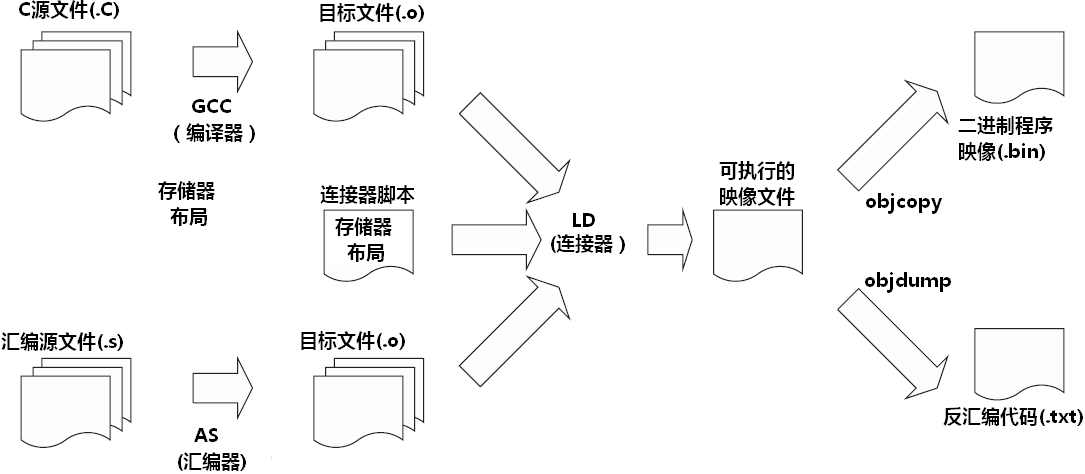 C源文件(.C)
目标文件(.o)
GCC
(编译器)
存储器
布局
连接器脚本
存储器
布局
LD
(连接器)
可执行的
映像文件
objcopy
二进制程序
映像(.bin)
objdump
汇编源文件(.s)
目标文件(.o)
AS
(汇编器)
反汇编代码(.txt)